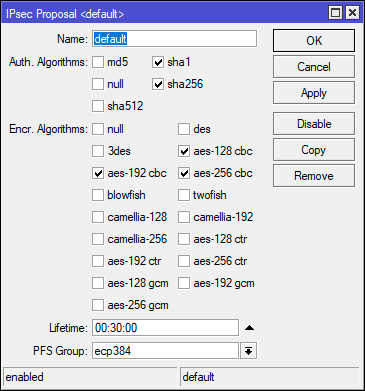 IPsec Proposal <default>
Name: default
OK
Auth. Algorithms: md5 sha1
Cancel
null sha256
Apply
sha512
Encr. Algorithms: null des
Disable
3des aes-128 cbc
Copy
aes-192 cbc aes-256 cbc
Remove
blowfish twofish
camellia-128 camellia-192
camellia-256 aes-128 ctr
aes-192 ctr aes-256 ctr
aes-128 gcm aes-192 gcm
aes-256 gcm
Lifetime: 00:30:00
PFS Group: ecp384
enabled default